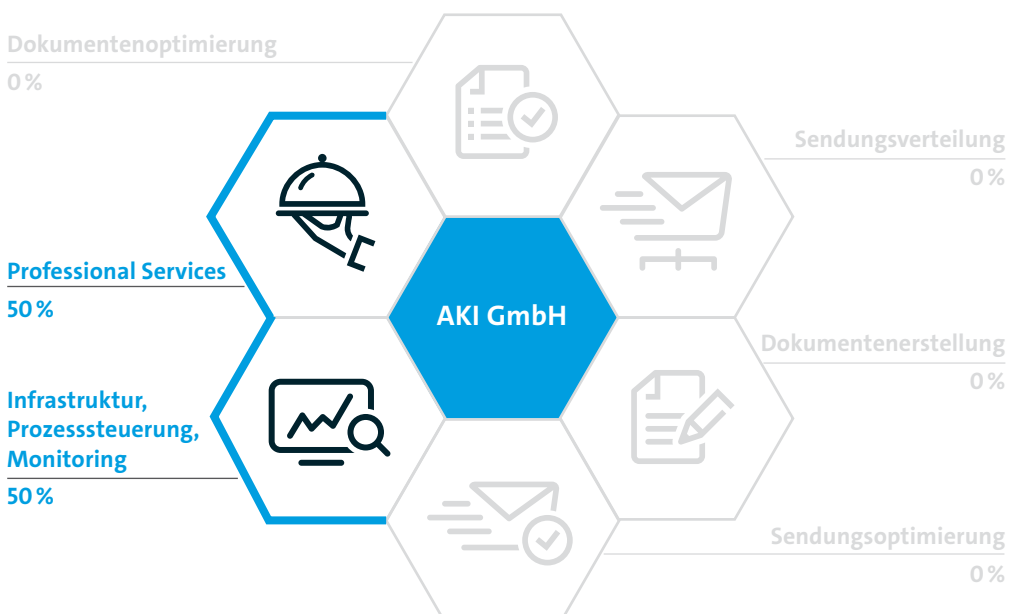 Dokumentenoptimierung
0 %
Sendungsverteilung
0 %
Professional Services
50 %
AKI GmbH
Dokumentenerstellung
0 %
Infrastruktur,
Prozesssteuerung,
Monitoring
50 %
Sendungsoptimierung
0 %